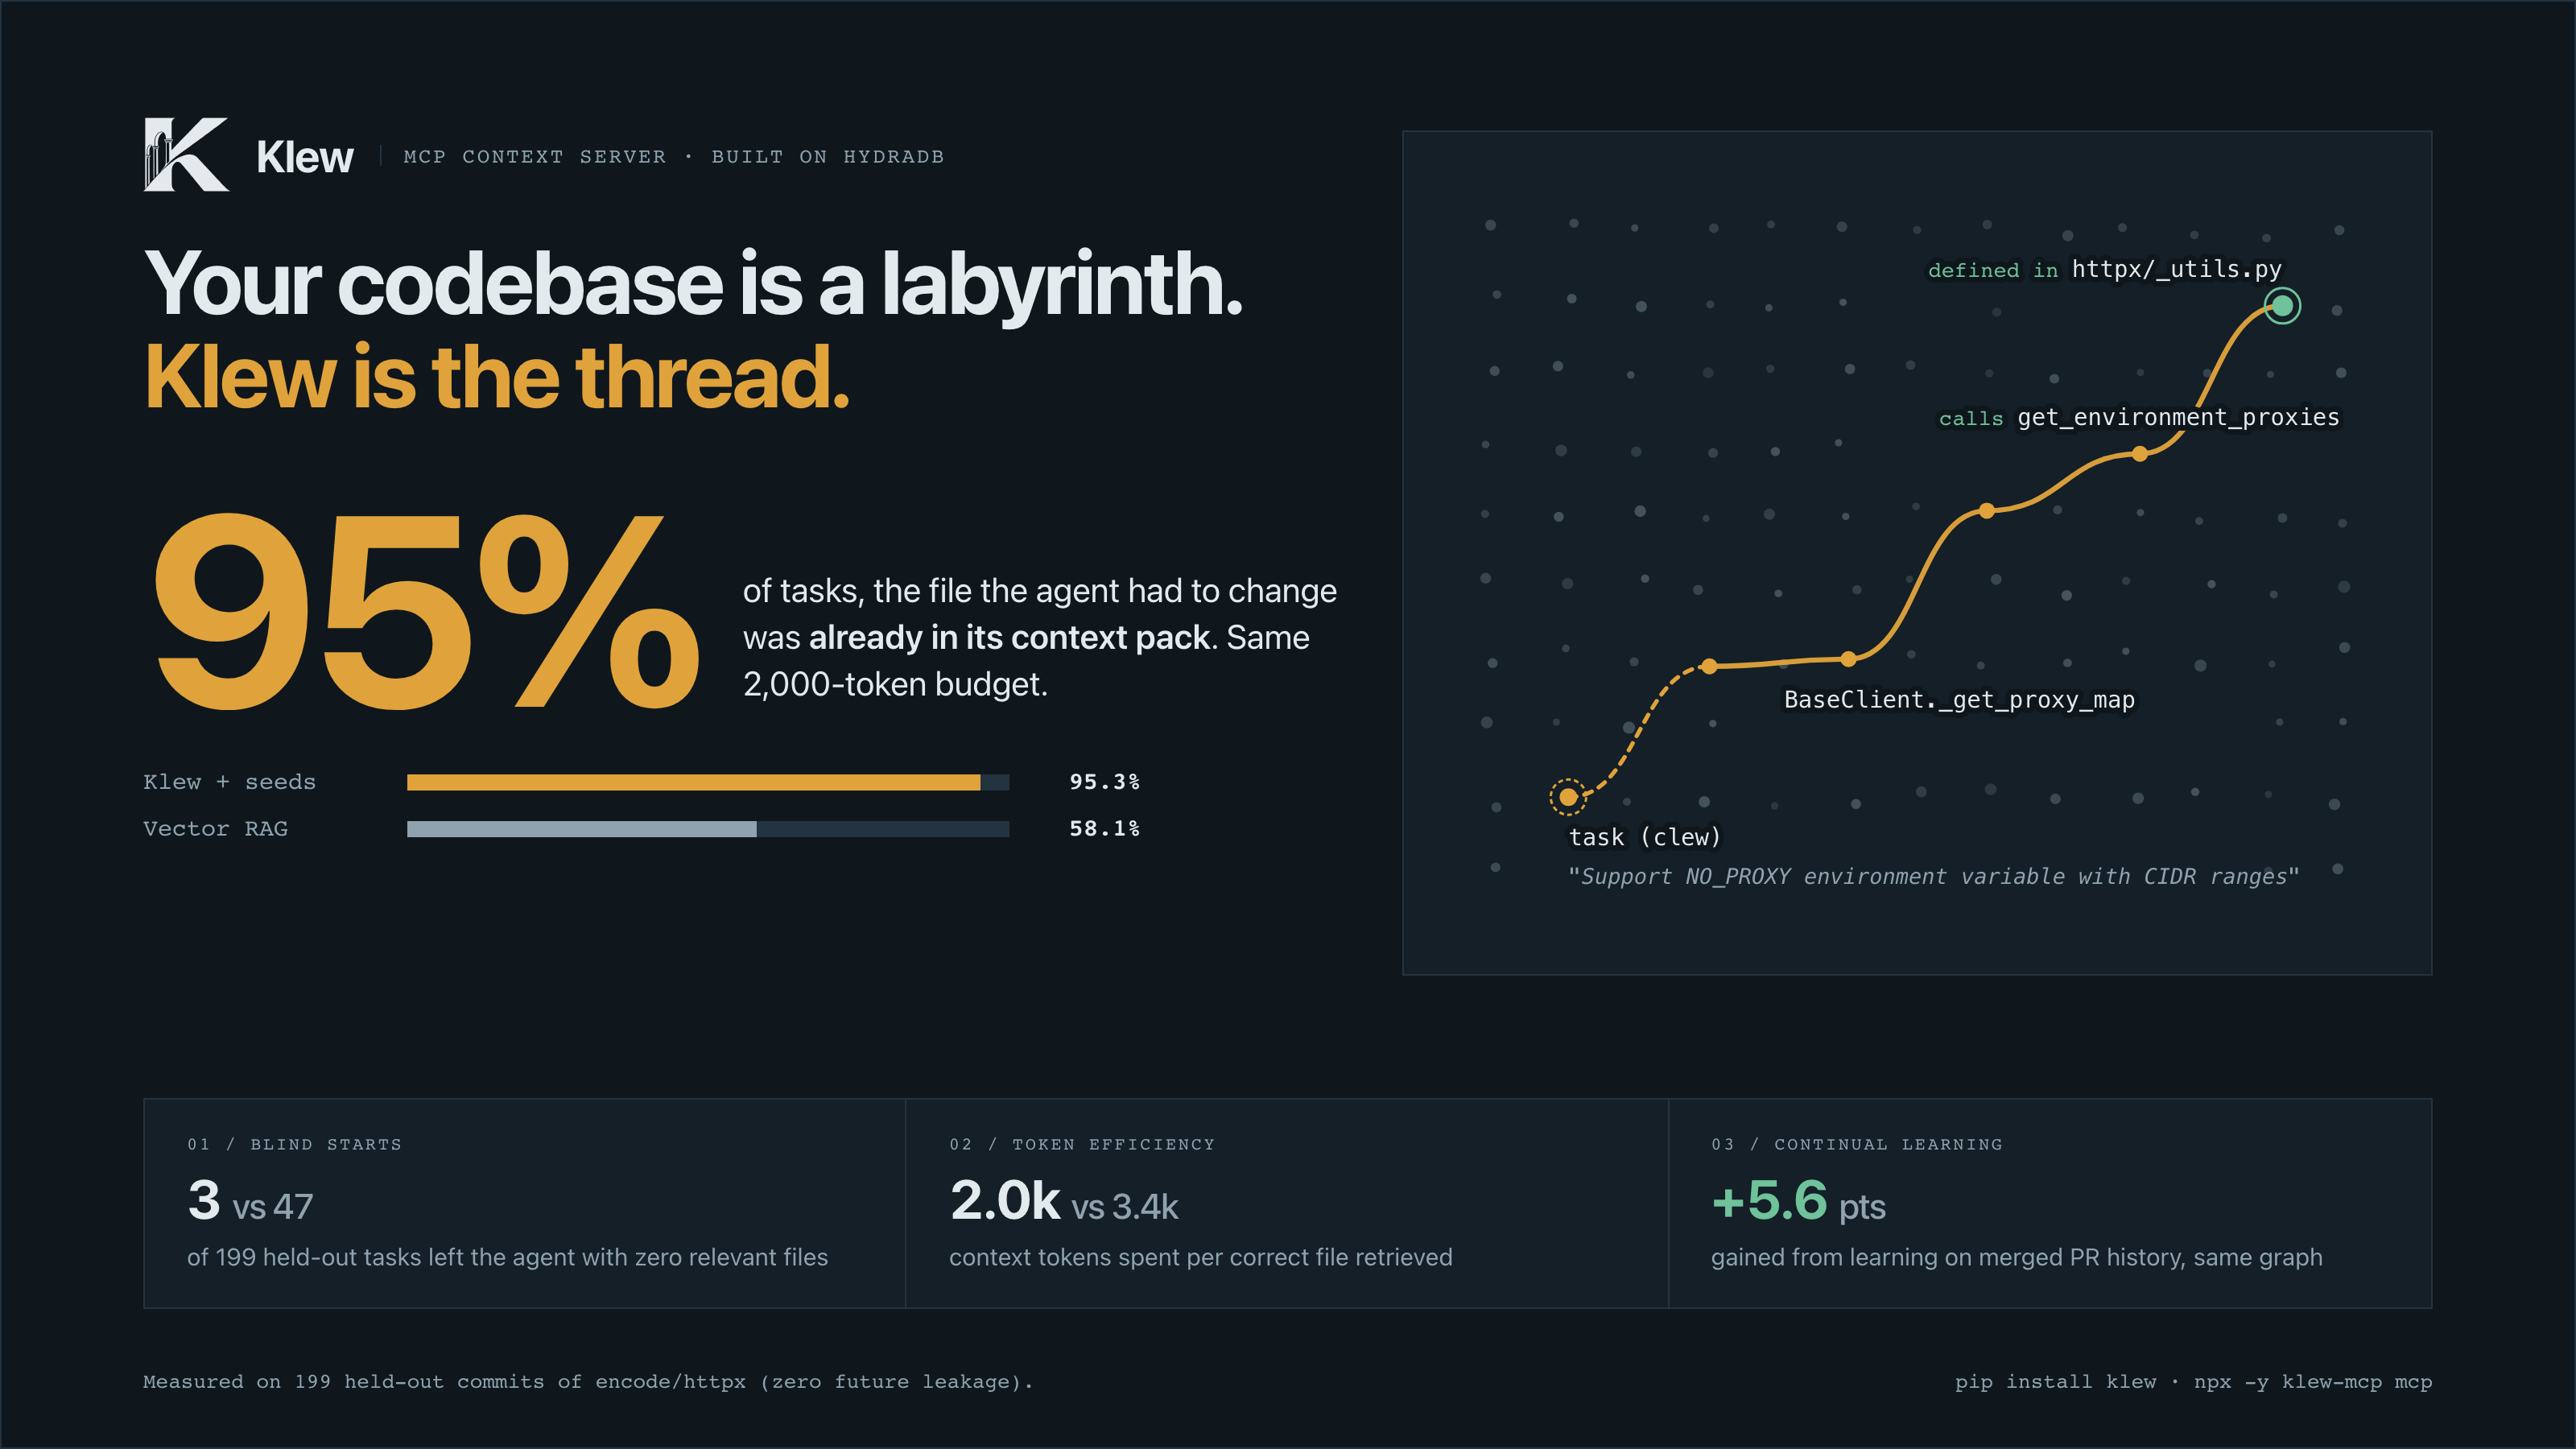 K
Klew
MCP CONTEXT SERVER · BUILT ON HYDRADB
Your codebase is a labyrinth.
Klew is the thread.
95%
of tasks, the file the agent had to change
was already in its context pack. Same
2,000-token budget.
Klew + seeds 95.3%
Vector RAG 58.1%
defined in httpx/_utils.py
calls get_environment_proxies
BaseClient._get_proxy_map
task (clew)
"Support NO_PROXY environment variable with CIDR ranges"
01 / BLIND STARTS
3 vs 47
of 199 held-out tasks left the agent with zero relevant files
02 / TOKEN EFFICIENCY
2.0k vs 3.4k
context tokens spent per correct file retrieved
03 / CONTINUAL LEARNING
+5.6 pts
gained from learning on merged PR history, same graph
Measured on 199 held-out commits of encode/httpx (zero future leakage).
pip install klew · npx -y klew-mcp mcp